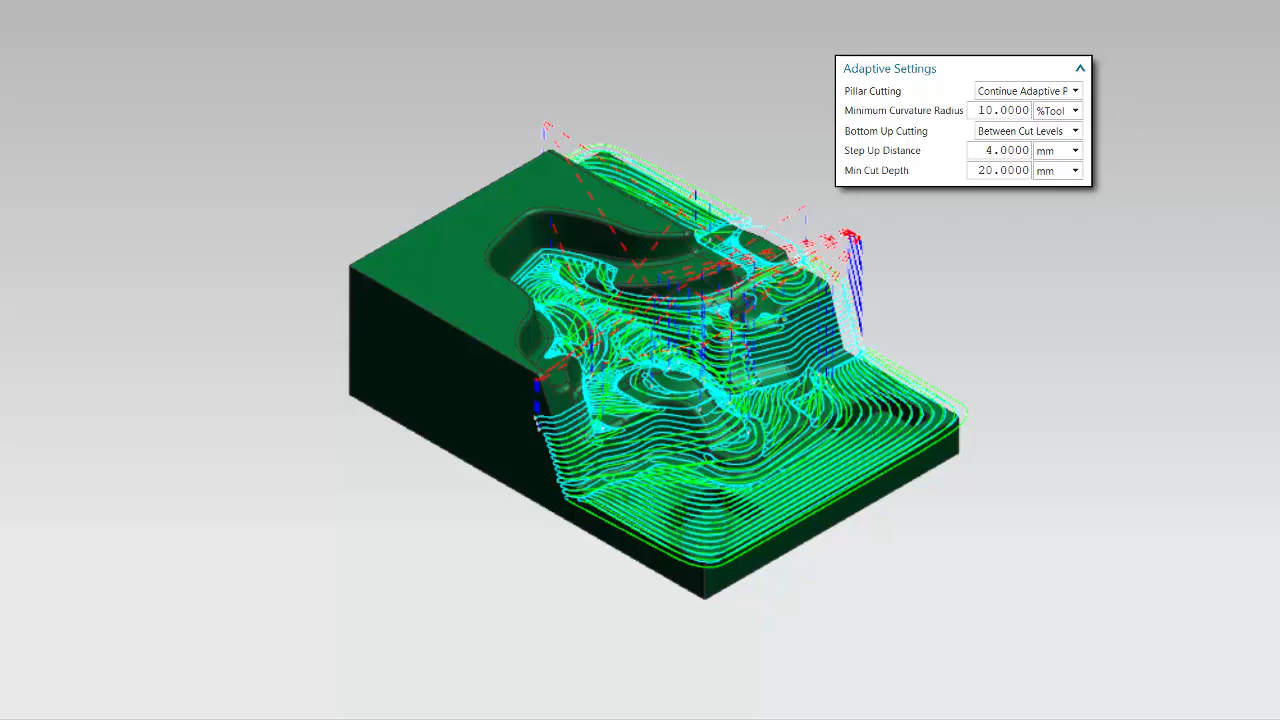 Adaptive Settings
Pillar Cutting Continue Adaptive P
Minimum Curvature Radius 10.0000 %Tool
Bottom Up Cutting Between Cut Levels
Step Up Distance 4.0000 mm
Min Cut Depth 20.0000 mm